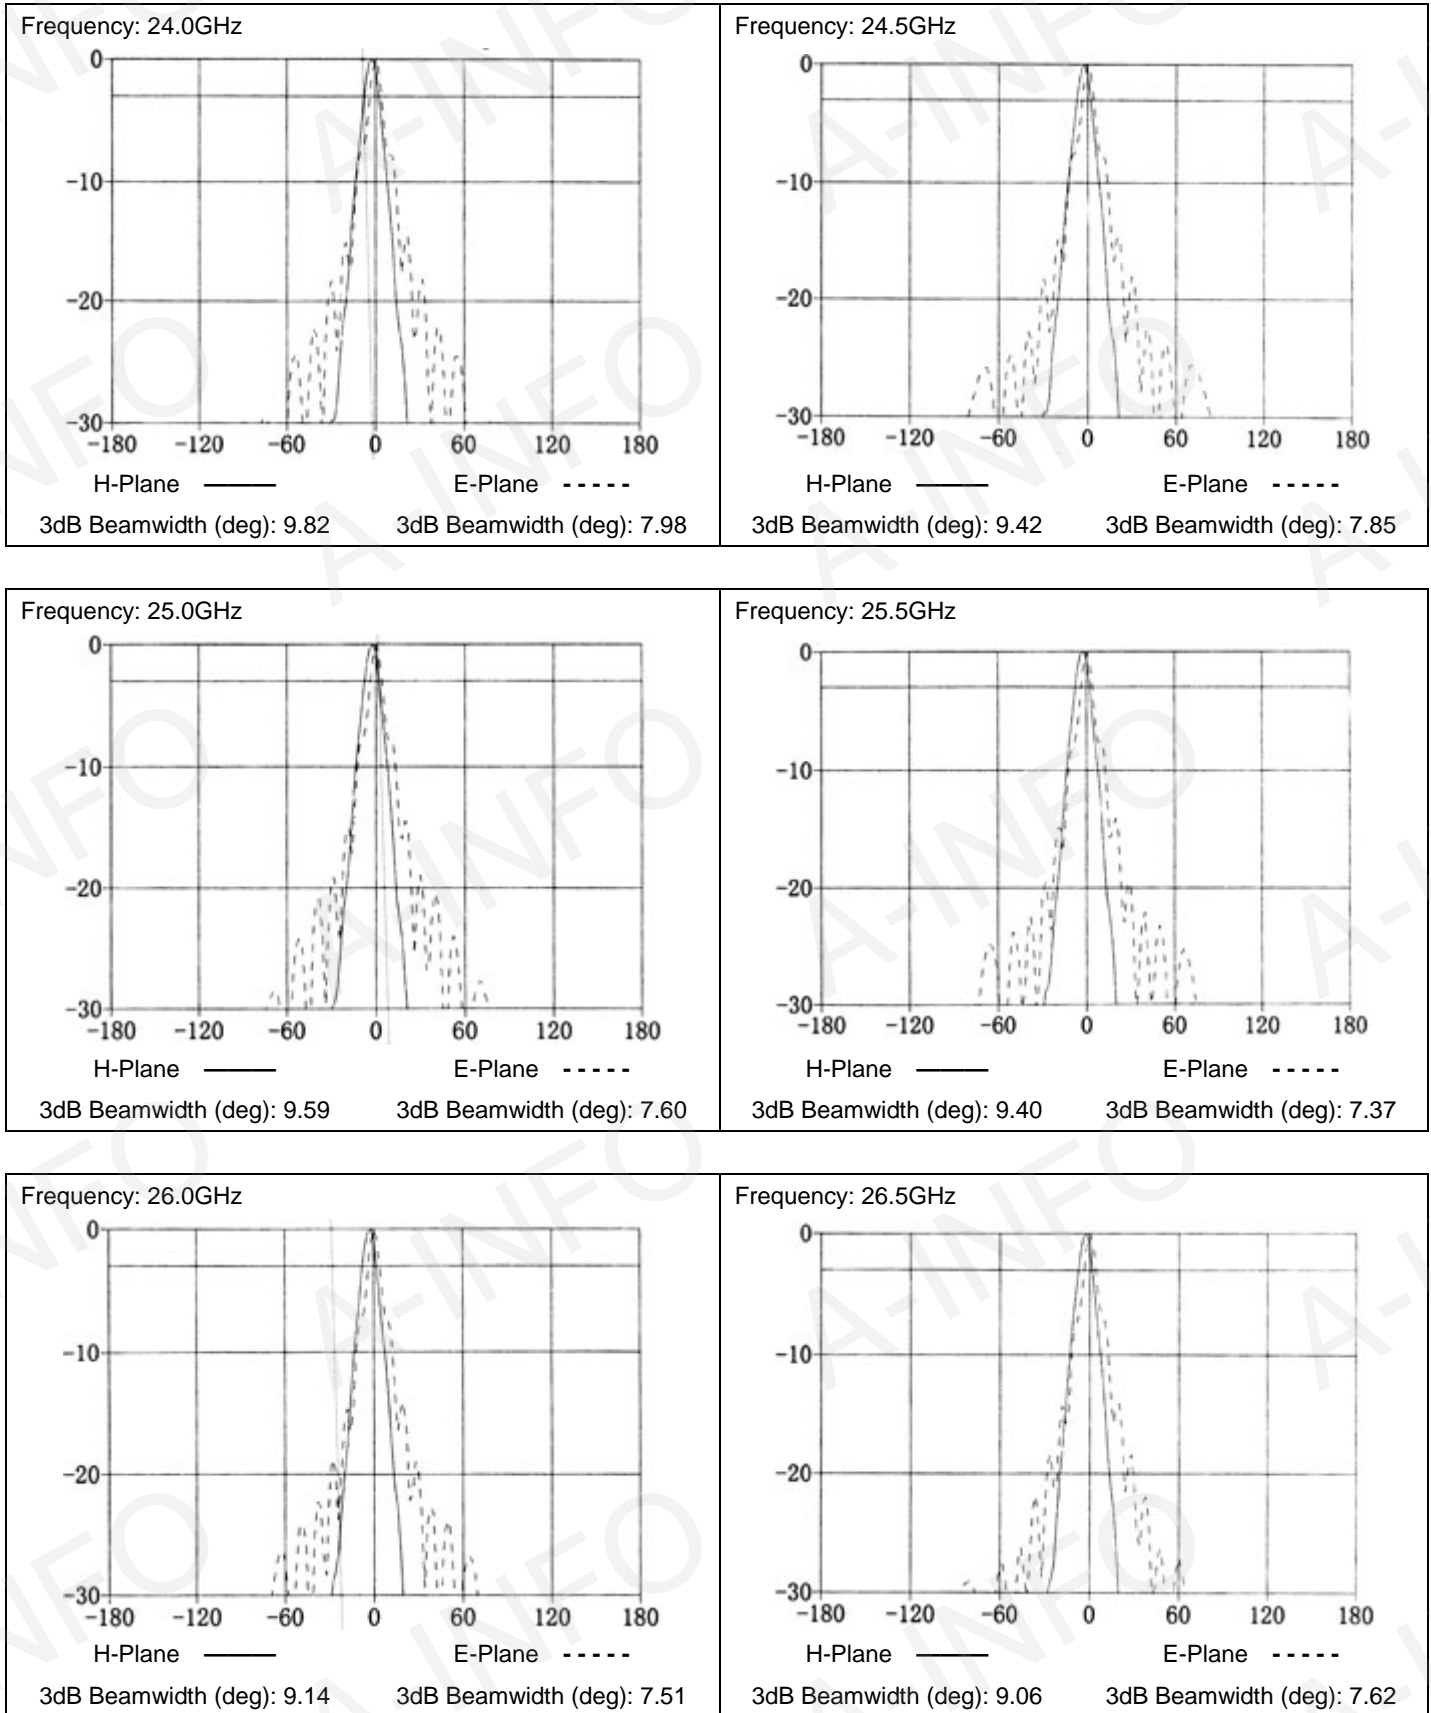 Frequency: 24.0GHz
0
-10
-20
-30
-180 -120 -60 0 60 120 180
H-Plane ——— E-Plane - - - - -
3dB Beamwidth (deg): 9.82 3dB Beamwidth (deg): 7.98
Frequency: 24.5GHz
0
-10
-20
-30
-180 -120 -60 0 60 120 180
H-Plane ——— E-Plane - - - - -
3dB Beamwidth (deg): 9.42 3dB Beamwidth (deg): 7.85
Frequency: 25.0GHz
0
-10
-20
-30
-180 -120 -60 0 60 120 180
H-Plane ——— E-Plane - - - - -
3dB Beamwidth (deg): 9.59 3dB Beamwidth (deg): 7.60
Frequency: 25.5GHz
0
-10
-20
-30
-180 -120 -60 0 60 120 180
H-Plane ——— E-Plane - - - - -
3dB Beamwidth (deg): 9.40 3dB Beamwidth (deg): 7.37
Frequency: 26.0GHz
0
-10
-20
-30
-180 -120 -60 0 60 120 180
H-Plane ——— E-Plane - - - - -
3dB Beamwidth (deg): 9.14 3dB Beamwidth (deg): 7.51
Frequency: 26.5GHz
0
-10
-20
-30
-180 -120 -60 0 60 120 180
H-Plane ——— E-Plane - - - - -
3dB Beamwidth (deg): 9.06 3dB Beamwidth (deg): 7.62
A-INFO